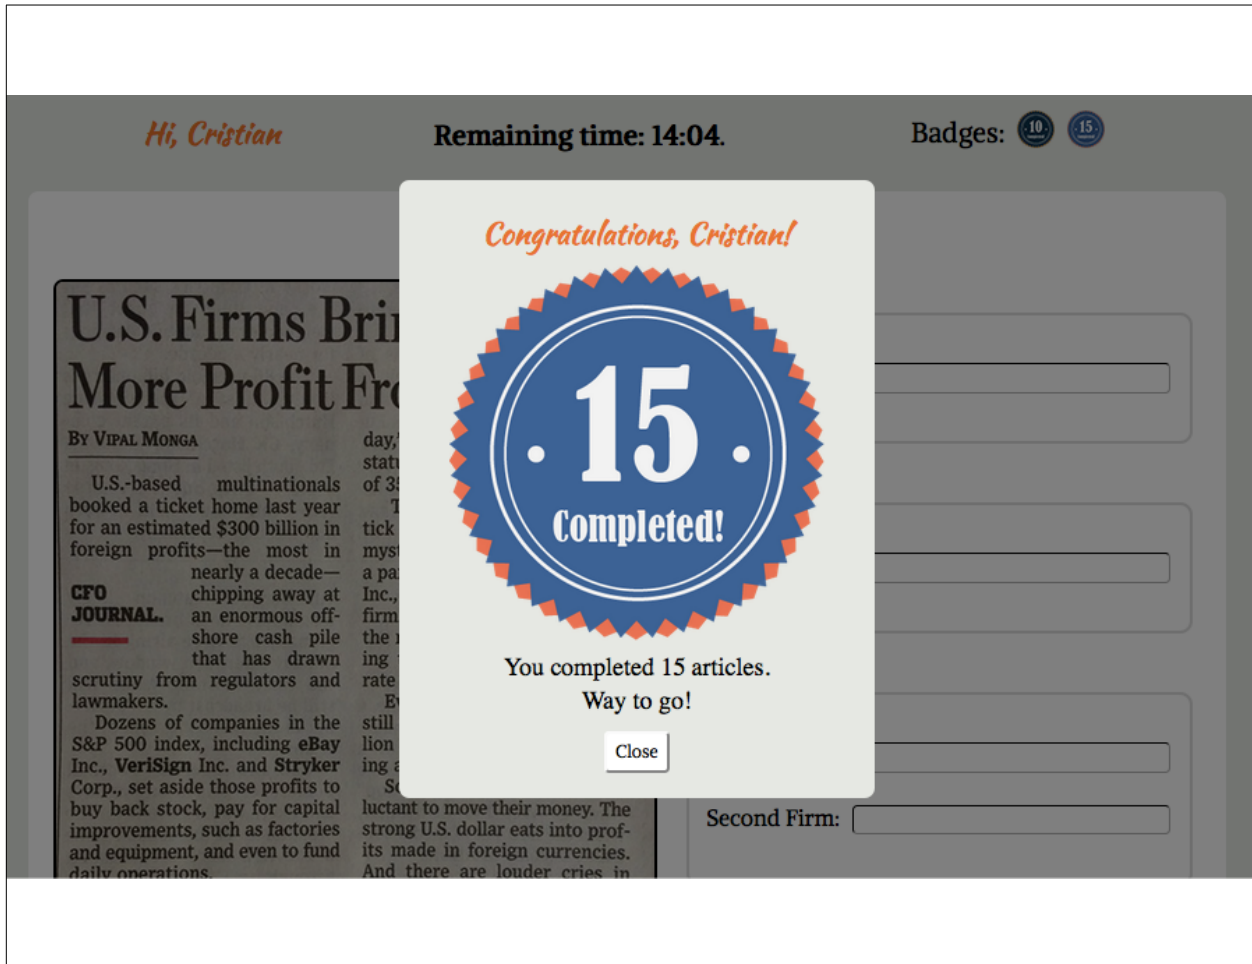 Hi, Cristian
Remaining time: 14:04.
Badges: 10 15
Congratulations, Cristian!
15
Completed!
You completed 15 articles.
Way to go!
Close
U.S. Firms
More Profit
BY VIPAL MONGA
U.S.-based multinationals
booked a ticket home last year
for an estimated $300 billion in
foreign profits—the most in
nearly a decade—
chipping away at
an enormous off-
shore cash pile
that has drawn
CFO
JOURNAL.
scrutiny from regulators and
lawmakers.
Dozens of companies in the
S&P 500 index, including eBay
Inc., VeriSign Inc. and Stryker
Corp., set aside those profits to
buy back stock, pay for capital
improvements, such as factories
and equipment, and even to fund
daily operations.
day,
of
tick
Inc.,
firm
the
ing
rate
still
lion
ing
luctant to move their money. The
strong U.S. dollar eats into prof-
its made in foreign currencies.
And there are louder cries in
Second Firm: